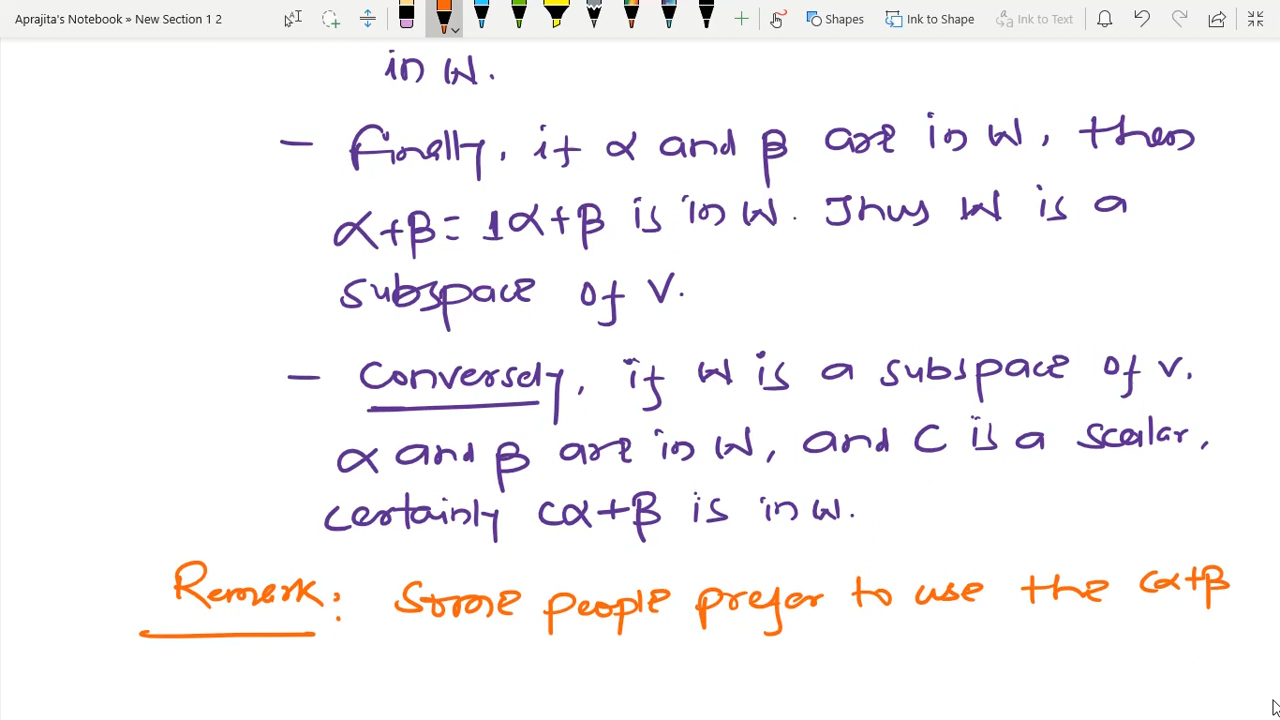 Aprajita's Notebook » New Section 1 2
Shapes
Ink to Shape
Ink to Text
in W.
— Finally, if α and β are in W, then
α+β = 1α+β is in W. Thus W is a
subspace of V.
— Conversely, if W is a subspace of V.
α and β are in W, and C is a scalar,
certainly cα+β is in W.
Remark: Some people prefer to use the cα+β